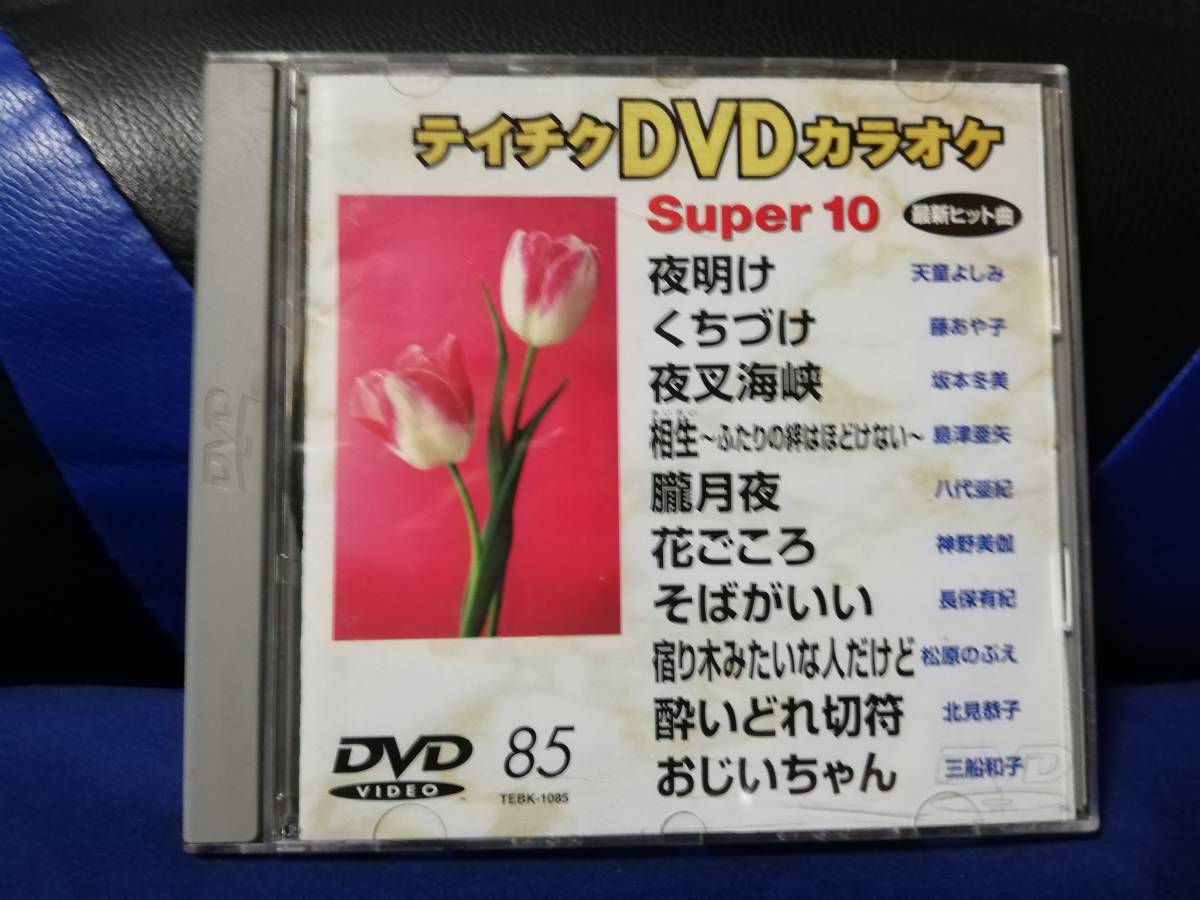 テイチクDVDカラオケ
Super 10 最新ヒット曲
夜明け 天童よしみ
くちづけ 藤あや子
夜叉海峡 坂本冬美
あいおい
相生～ふたりの絆はほどけない～ 島津亜矢
朧月夜 八代亜紀
花ごころ 神野美伽
そばがいい 長保有紀
宿り木みたいな人だけど 松原のぶえ
酔いどれ切符 北見恭子
おじいちゃん 三船和子
DVD
VIDEO
85
TEBK-1085
DVD
DVD